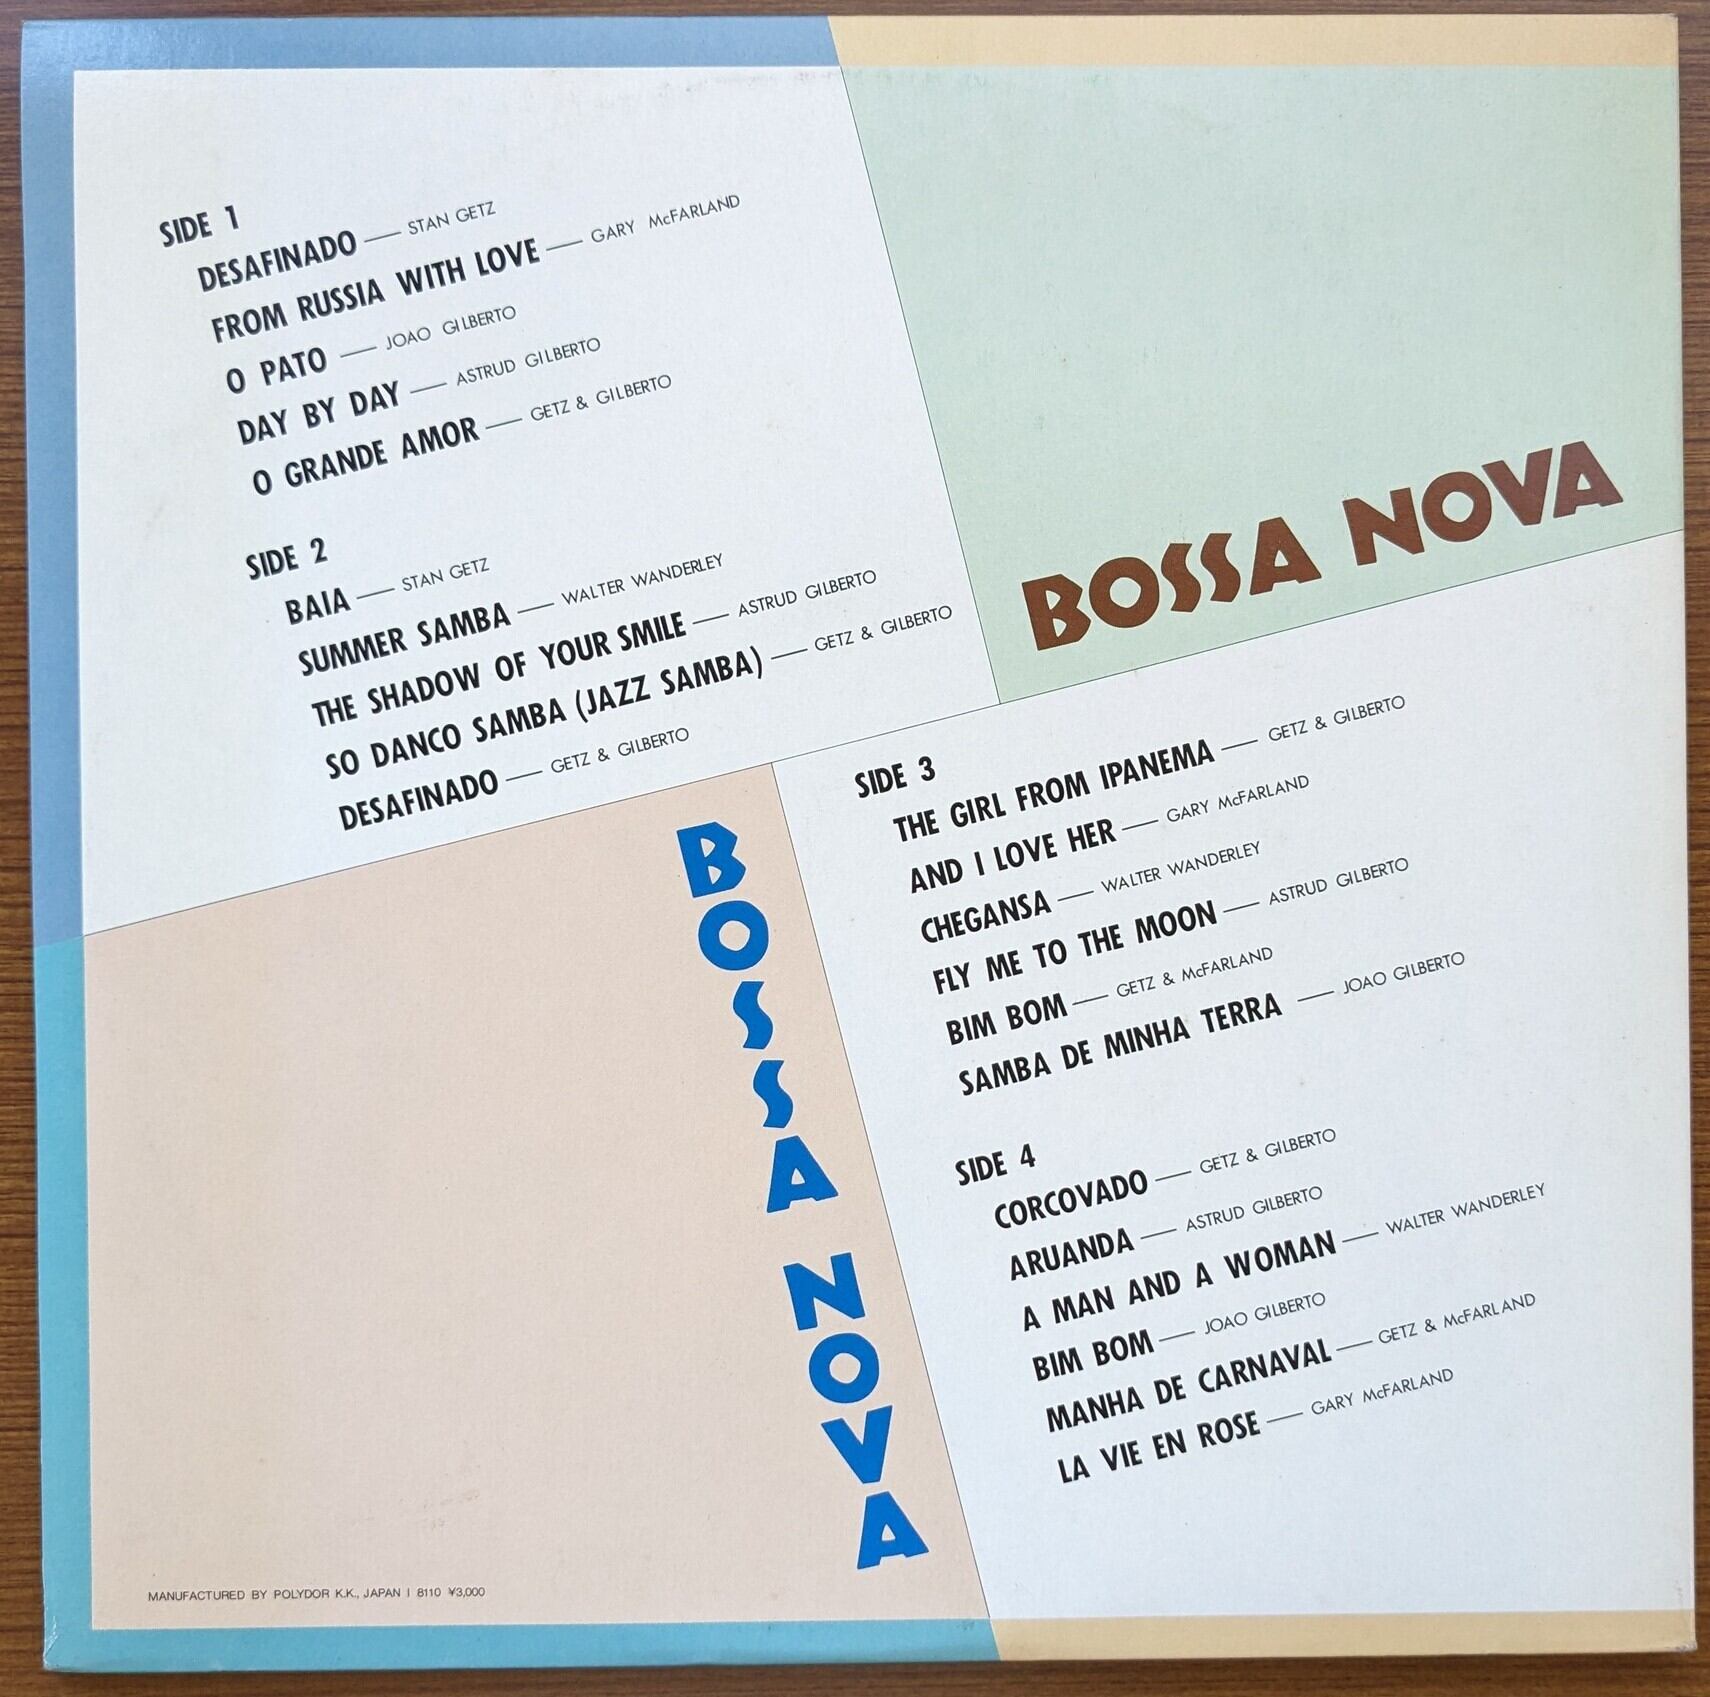 SIDE 1
DESAFINADO — STAN GETZ
FROM RUSSIA WITH LOVE — GARY McFARLAND
O PATO — JOAO GILBERTO
DAY BY DAY — ASTRUD GILBERTO
O GRANDE AMOR — GETZ & GILBERTO
SIDE 2
BAIA — STAN GETZ
SUMMER SAMBA — WALTER WANDERLEY
THE SHADOW OF YOUR SMILE — ASTRUD GILBERTO
SO DANCO SAMBA (JAZZ SAMBA) — GETZ & GILBERTO
DESAFINADO — GETZ & GILBERTO
BOSSA NOVA
BOSSA NOVA
SIDE 3
THE GIRL FROM IPANEMA — GETZ & GILBERTO
AND I LOVE HER — GARY McFARLAND
CHEGANSA — WALTER WANDERLEY
FLY ME TO THE MOON — ASTRUD GILBERTO
BIM BOM — GETZ & McFARLAND
SAMBA DE MINHA TERRA — JOAO GILBERTO
SIDE 4
CORCOVADO — GETZ & GILBERTO
ARUANDA — ASTRUD GILBERTO
A MAN AND A WOMAN — WALTER WANDERLEY
BIM BOM — JOAO GILBERTO
MANHA DE CARNAVAL — GETZ & McFARLAND
LA VIE EN ROSE — GARY McFARLAND
MANUFACTURED BY POLYDOR K.K., JAPAN I 8110 ¥3,000